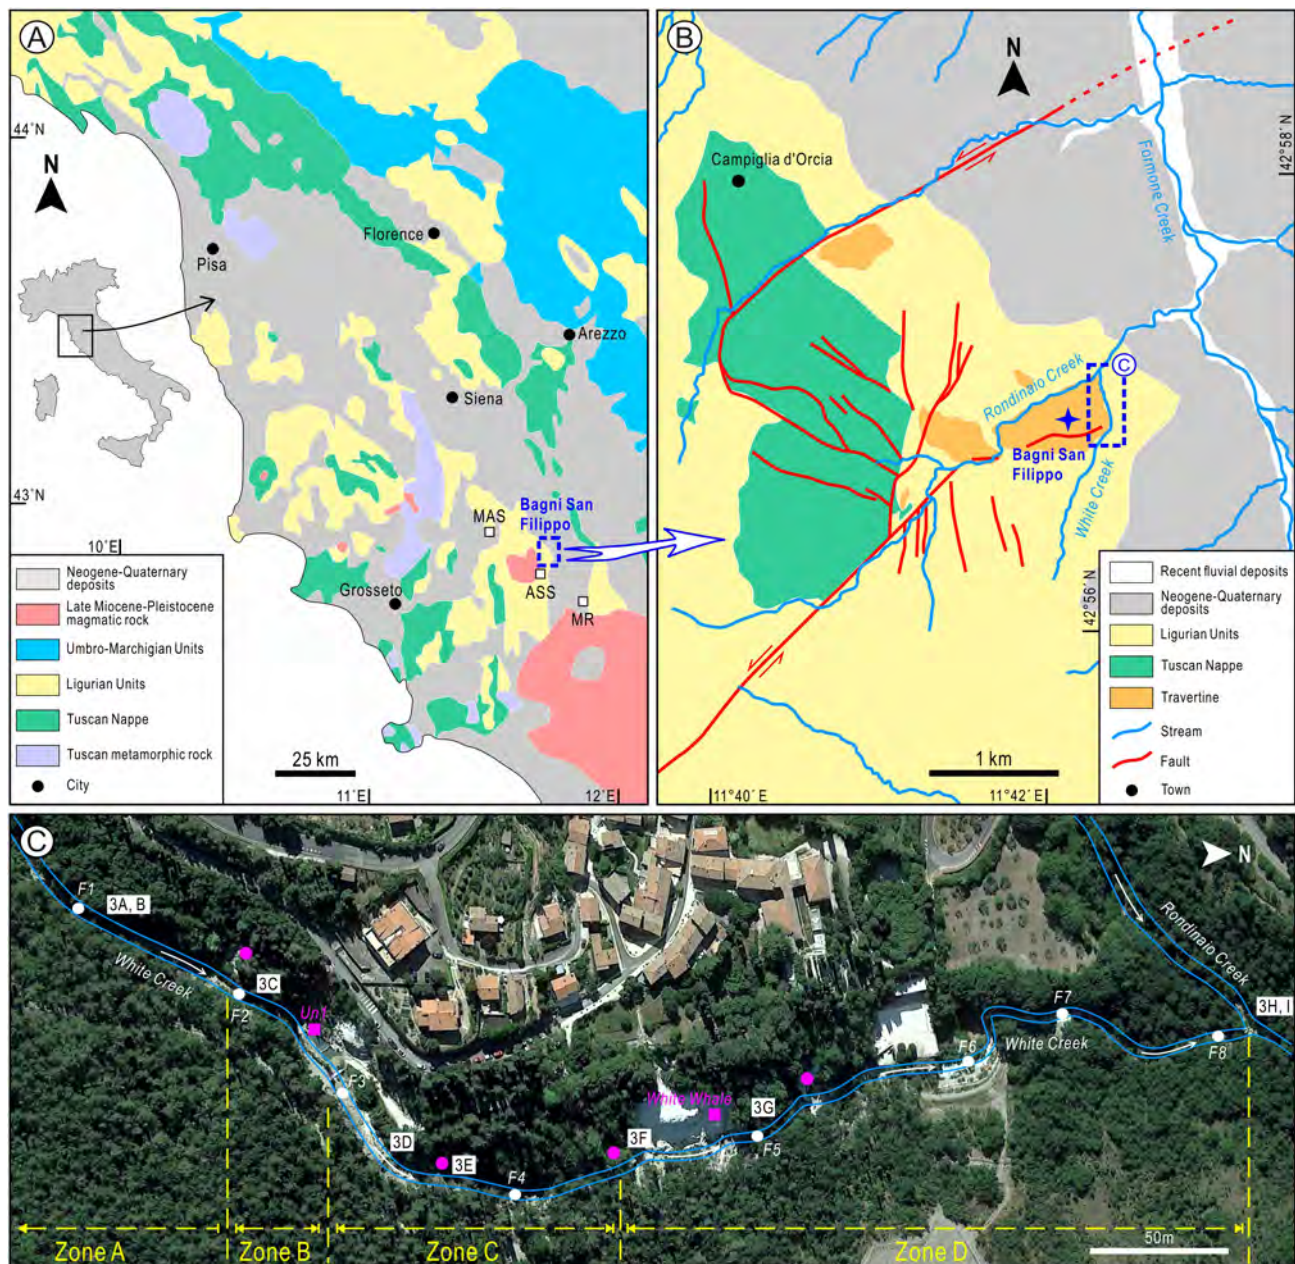 A
44°N
N
Florence
Pisa
Arezzo
Siena
43°N
MAS
Bagni San
Filippo
10°E
Grosseto
ASS
MR
Neogene-Quaternary
deposits
Late Miocene-Pleistocene
magmatic rock
Umbro-Marchigian Units
Ligurian Units
Tuscan Nappe
Tuscan metamorphic rock
City
25 km
11°E
12°E
B
N
Campiglia d'Orcia
42°58' N
Formone Creek
Rondinaio Creek
C
Bagni San
Filippo
White Creek
42°56' N
Recent fluvial deposits
Neogene-Quaternary
deposits
Ligurian Units
Tuscan Nappe
Travertine
Stream
Fault
Town
1 km
11°40' E
11°42' E
C
N
F1
3A, B
White Creek
3C
F2
Un1
F3
3D
3E
F4
3F
White Whale
3G
F5
F6
White Creek
F7
Rondinaio Creek
3H, I
F8
Zone A
Zone B
Zone C
Zone D
50m